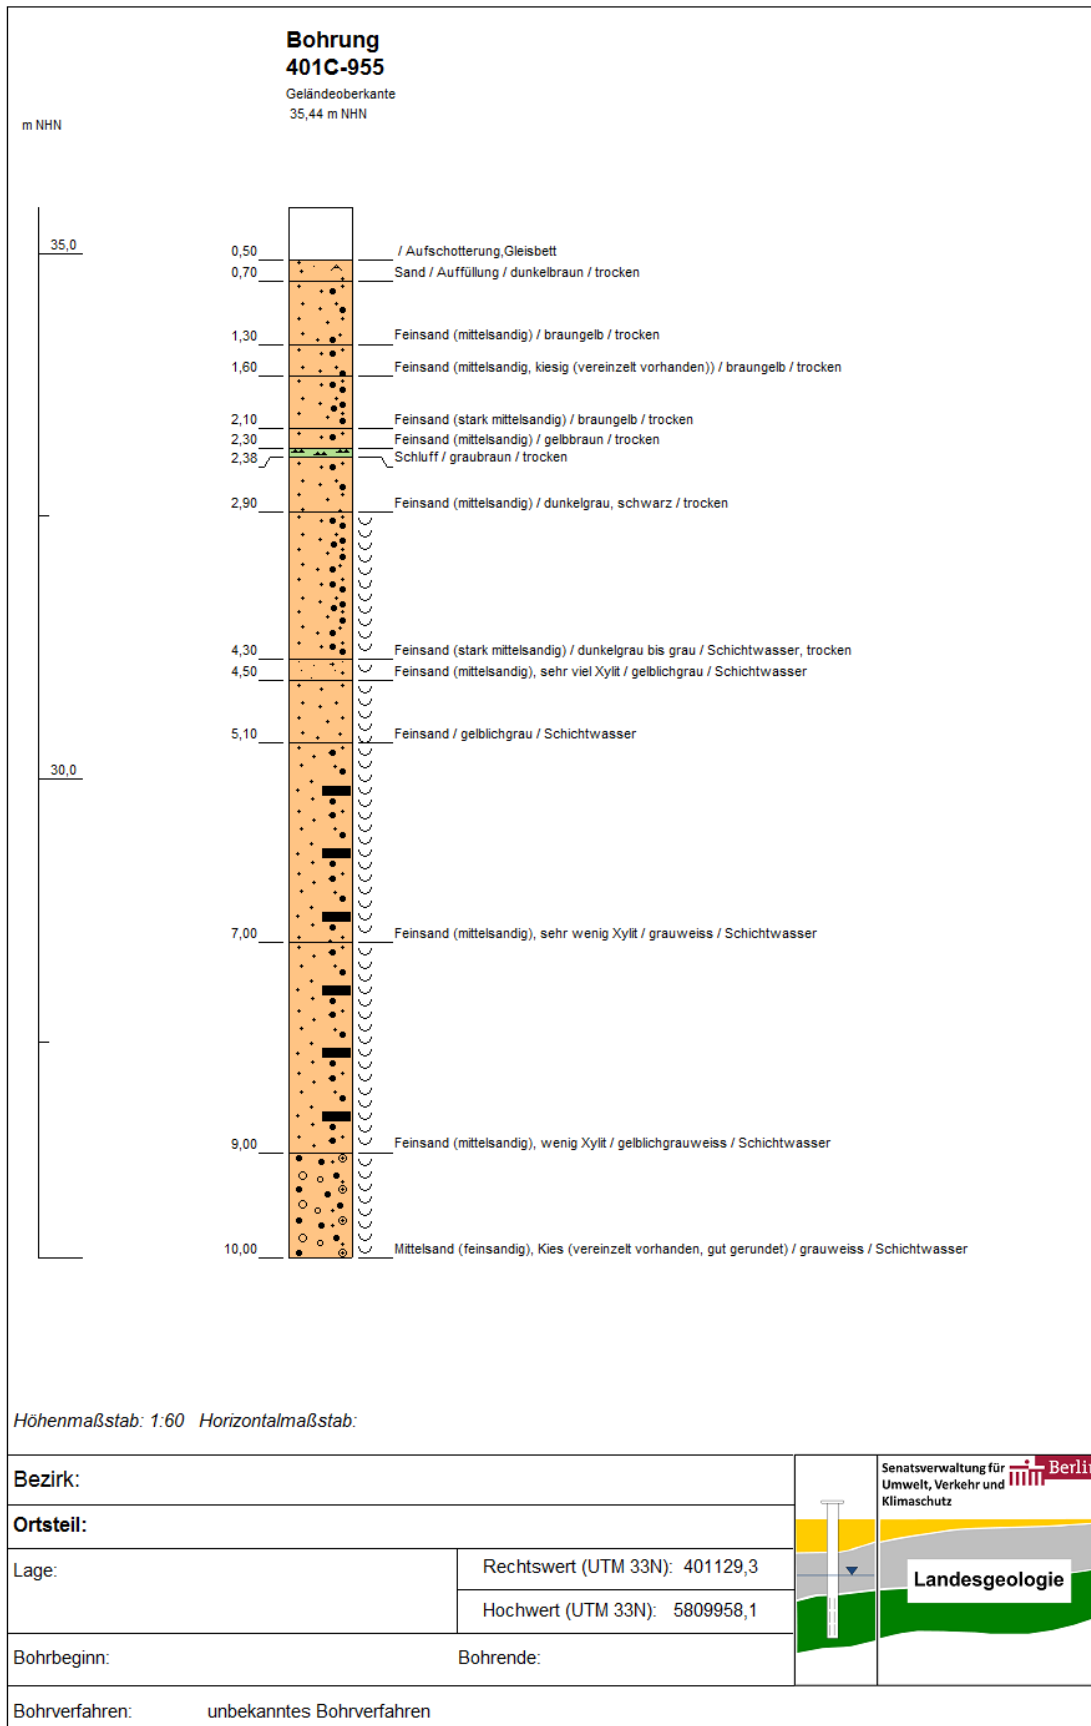 Bohrung
401C-955
Geländeoberkante
35,44 m NHN
m NHN
35,0
0,50 / Aufschotterung,Gleisbett
0,70 Sand / Auffüllung / dunkelbraun / trocken
1,30 Feinsand (mittelsandig) / braungelb / trocken
1,60 Feinsand (mittelsandig, kiesig (vereinzelt vorhanden)) / braungelb / trocken
2,10 Feinsand (stark mittelsandig) / braungelb / trocken
2,30 Feinsand (mittelsandig) / gelbbraun / trocken
2,38 Schluff / graubraun / trocken
2,90 Feinsand (mittelsandig) / dunkelgrau, schwarz / trocken
4,30 Feinsand (stark mittelsandig) / dunkelgrau bis grau / Schichtwasser, trocken
4,50 Feinsand (mittelsandig), sehr viel Xylit / gelblichgrau / Schichtwasser
5,10 Feinsand / gelblichgrau / Schichtwasser
30,0
7,00 Feinsand (mittelsandig), sehr wenig Xylit / grauweiss / Schichtwasser
9,00 Feinsand (mittelsandig), wenig Xylit / gelblichgrauweiss / Schichtwasser
10,00 Mittelsand (feinsandig), Kies (vereinzelt vorhanden, gut gerundet) / grauweiss / Schichtwasser
Höhenmaßstab: 1:60 Horizontalmaßstab:
Bezirk:
Ortsteil:
Lage:
Rechtswert (UTM 33N): 401129,3
Hochwert (UTM 33N): 5809958,1
Bohrbeginn: Bohrende:
Bohrverfahren: unbekanntes Bohrverfahren
Senatsverwaltung für
Umwelt, Verkehr und
Klimaschutz
Berlin
Landesgeologie